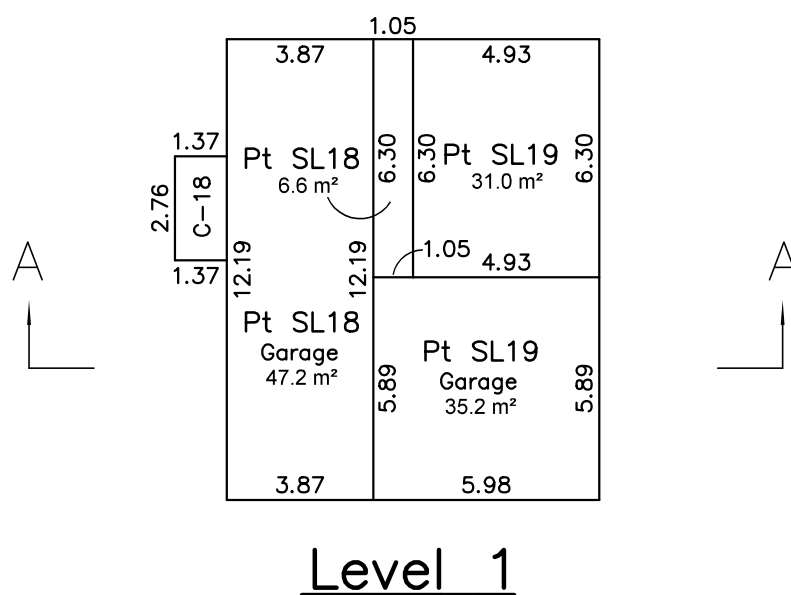 1.05
3.87
4.93
1.37
Pt SL18
6.6 m²
6.30
6.30
Pt SL19
31.0 m²
6.30
2.76
C-18
1.37
12.19
12.19
1.05
4.93
A
A
Pt SL18
Garage
47.2 m²
Pt SL19
Garage
35.2 m²
5.89
5.89
3.87
5.98
Level 1